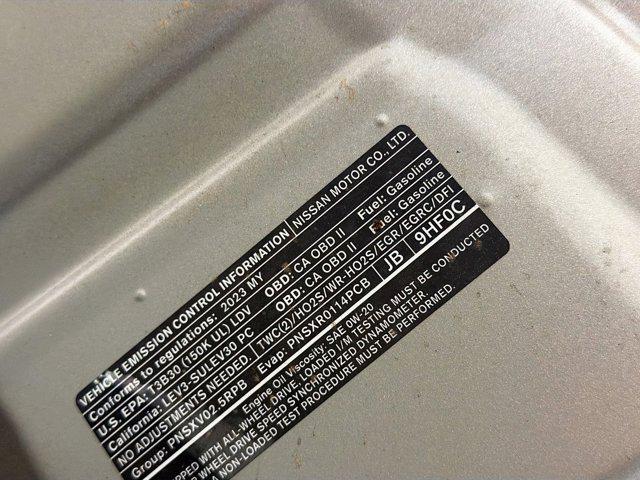 VEHICLE EMISSION CONTROL INFORMATION NISSAN MOTOR CO., LTD.
Conforms to regulations: 2023 MY
U.S. EPA: T3B30 (150K UL) LDV OBD: CA OBD II Fuel: Gasoline
California: LEV3-SULEV30 PC OBD: CA OBD II Fuel: Gasoline
NO ADJUSTMENTS NEEDED. TWC(2)/HO2S/WR-HO2S/EGR/EGRC/DFI
Group: PNSXV02.5RPB Evap: PNSXR0114PCB JB 9HF0C
Engine Oil Viscosity: SAE 0W-20
WITH ALL-WHEEL DRIVE, LOADED I/M TESTING MUST BE CONDUCTED
WHEEL DRIVE SPEED SYNCHRONIZED DYNAMOMETER.
A NON-LOADED TEST PROCEDURE MUST BE PERFORMED.